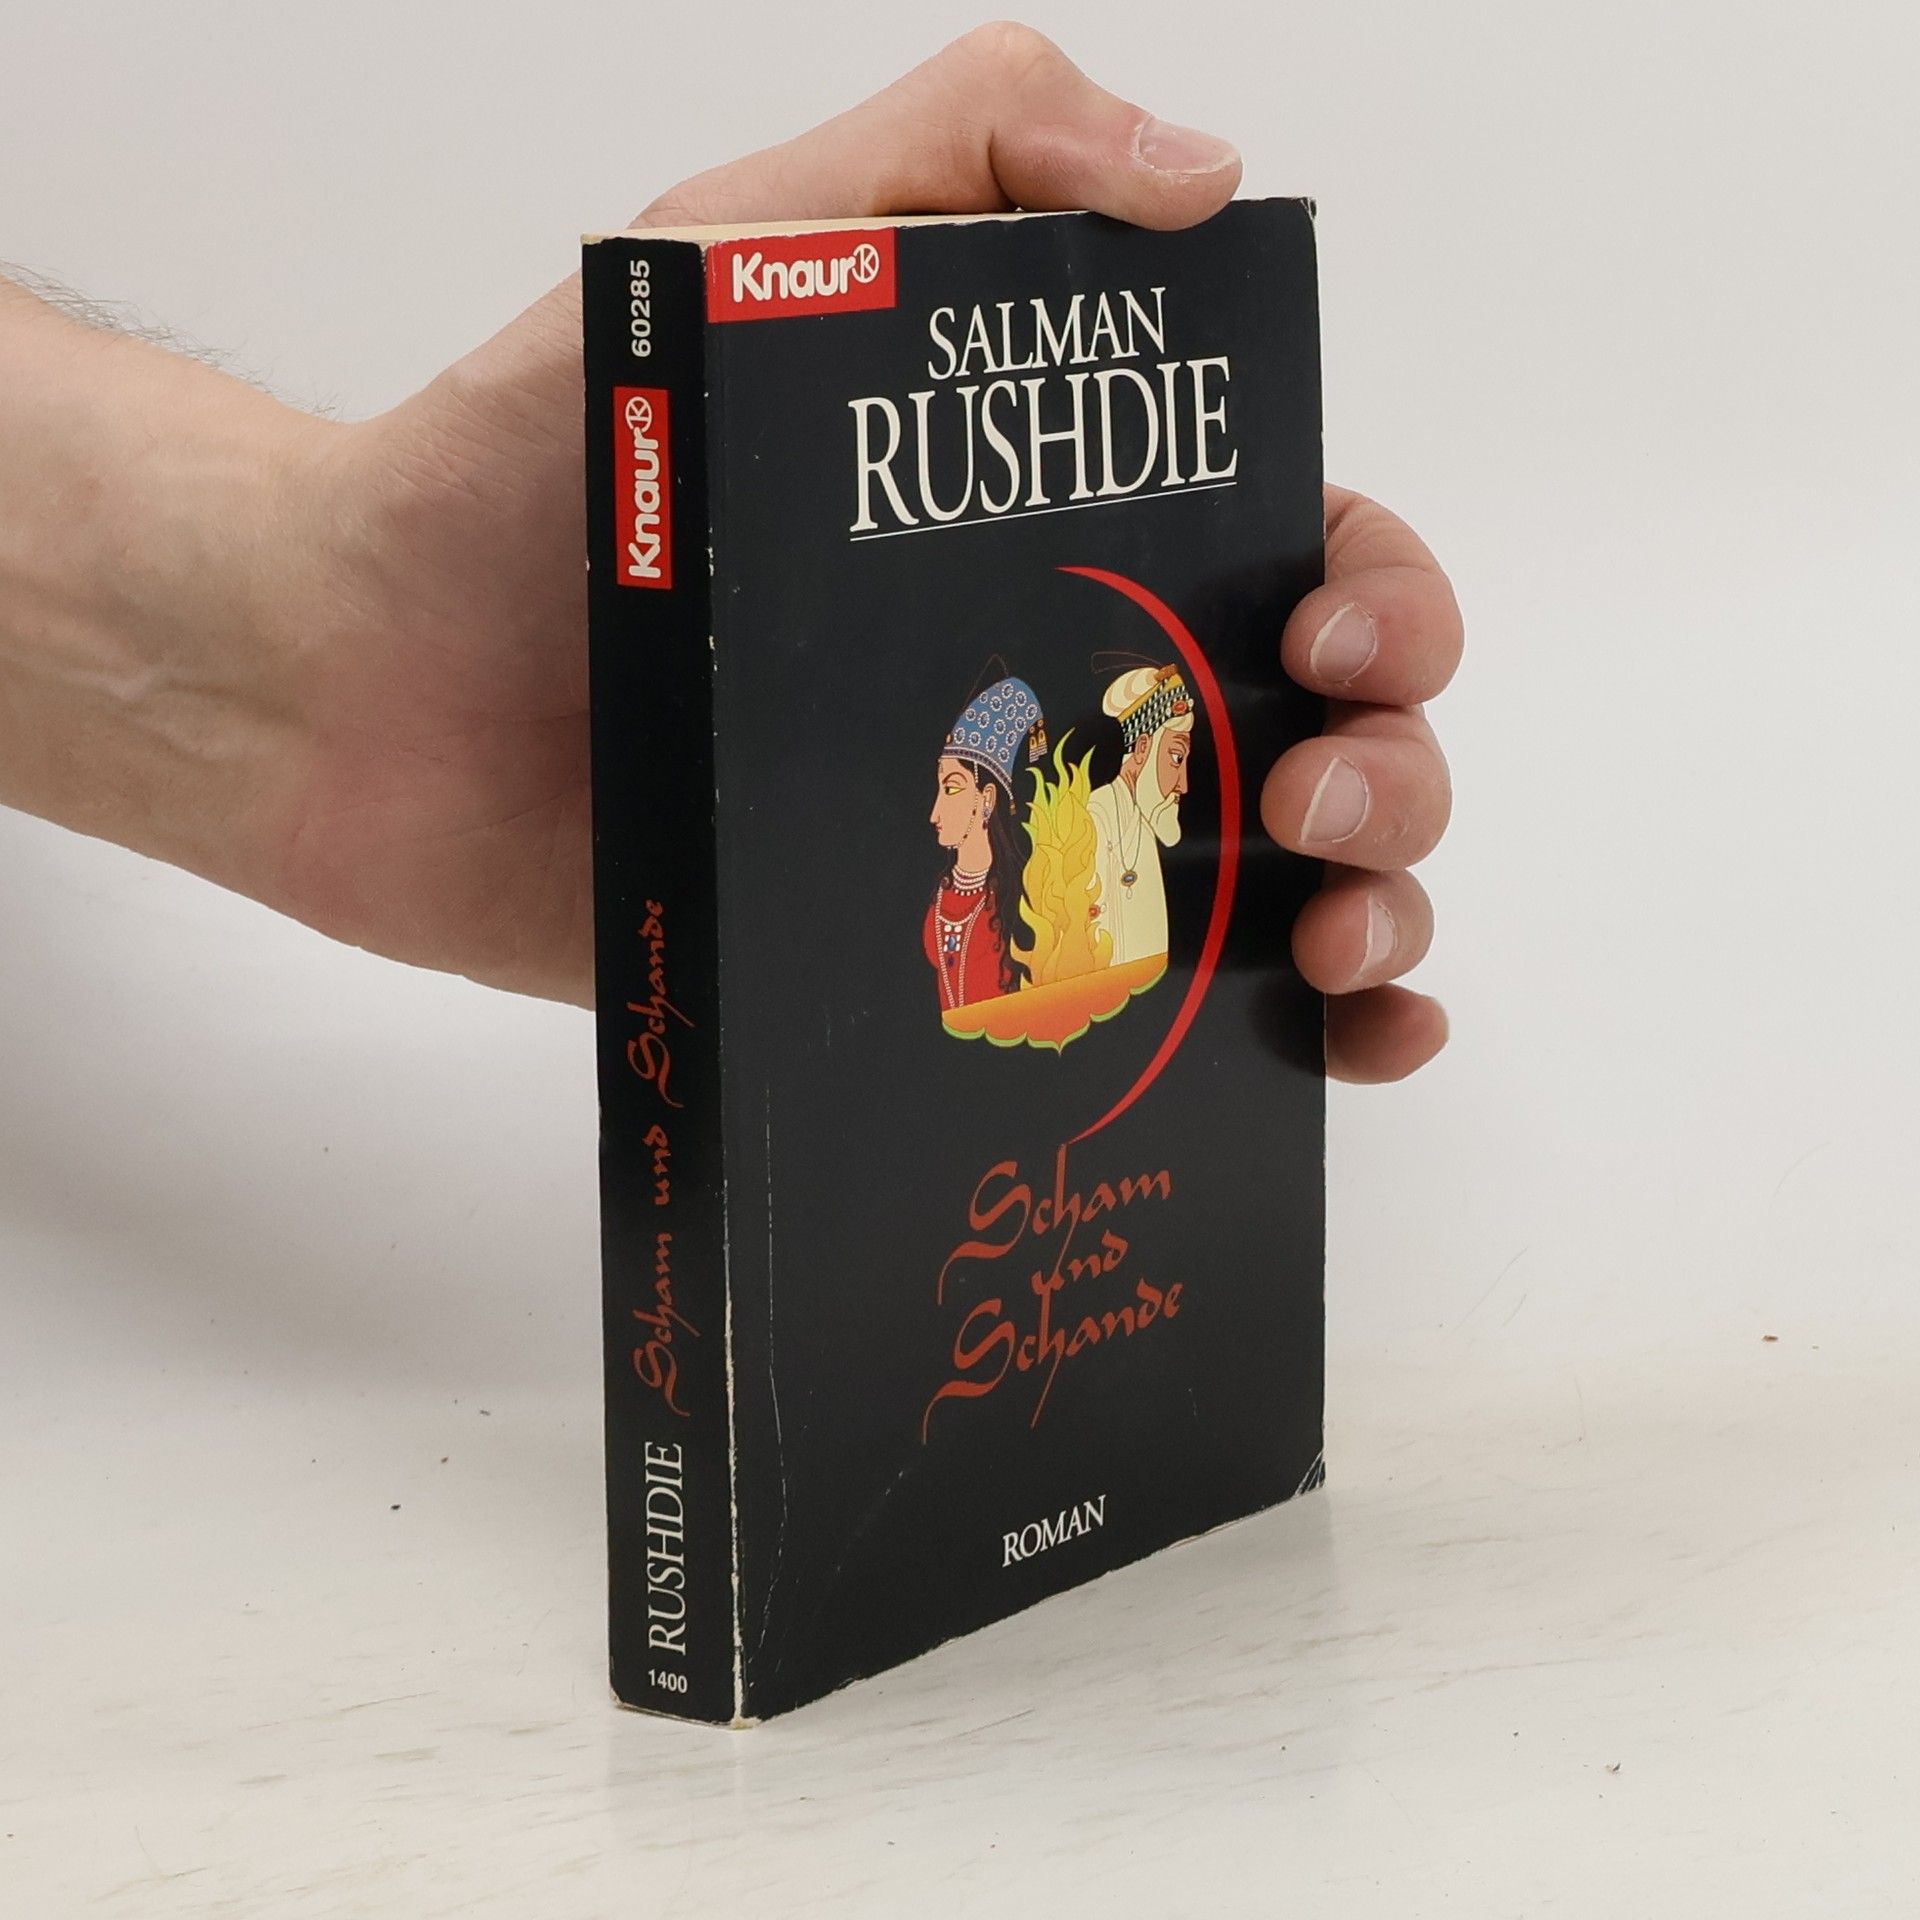 60285
Knaur
Scham und Schande
RUSHDIE
1400
Knaur
SALMAN
RUSHDIE
Scham
und
Schande
ROMAN